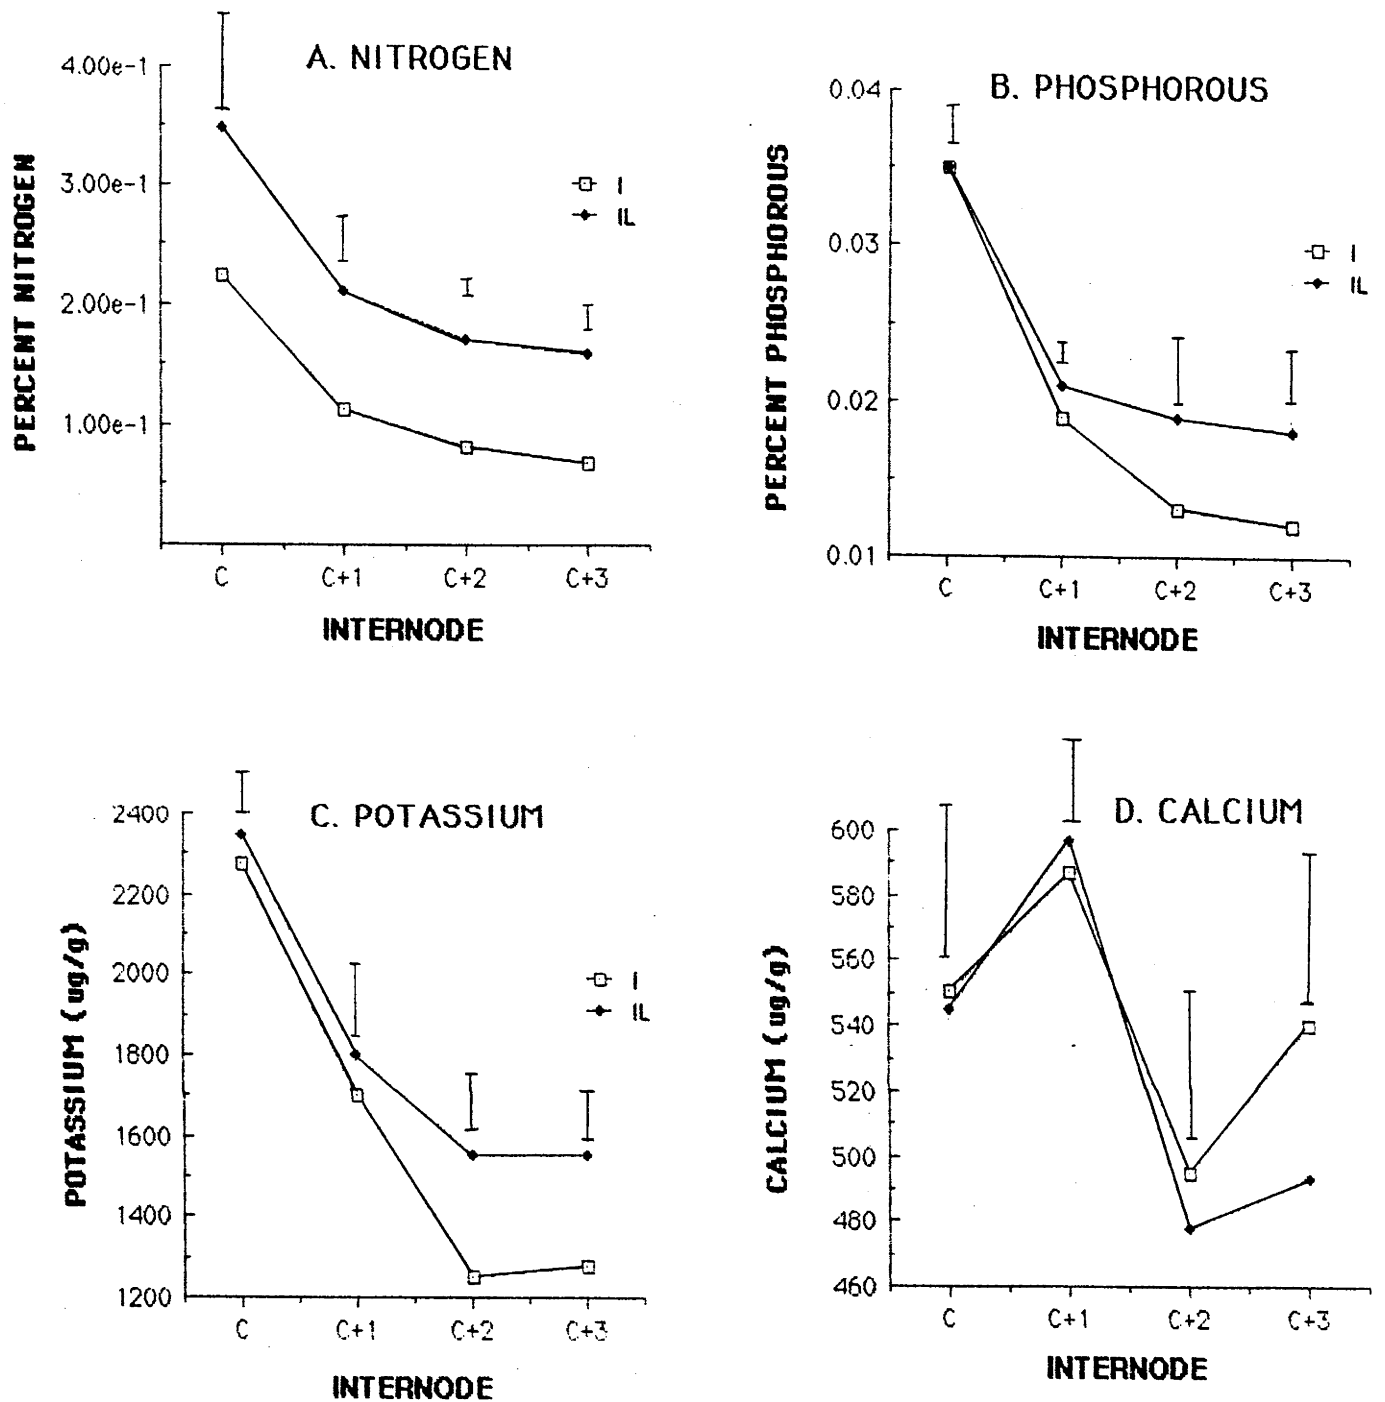 A. NITROGEN
4.00e-1
3.00e-1
2.00e-1
1.00e-1
PERCENT NITROGEN
I
IL
C C+1 C+2 C+3
INTERNODE
B. PHOSPHOROUS
0.04
0.03
0.02
0.01
PERCENT PHOSPHOROUS
I
IL
C C+1 C+2 C+3
INTERNODE
C. POTASSIUM
2400
2200
2000
1800
1600
1400
1200
POTASSIUM (ug/g)
I
IL
C C+1 C+2 C+3
INTERNODE
D. CALCIUM
600
580
560
540
520
500
480
460
CALCIUM (ug/g)
C C+1 C+2 C+3
INTERNODE